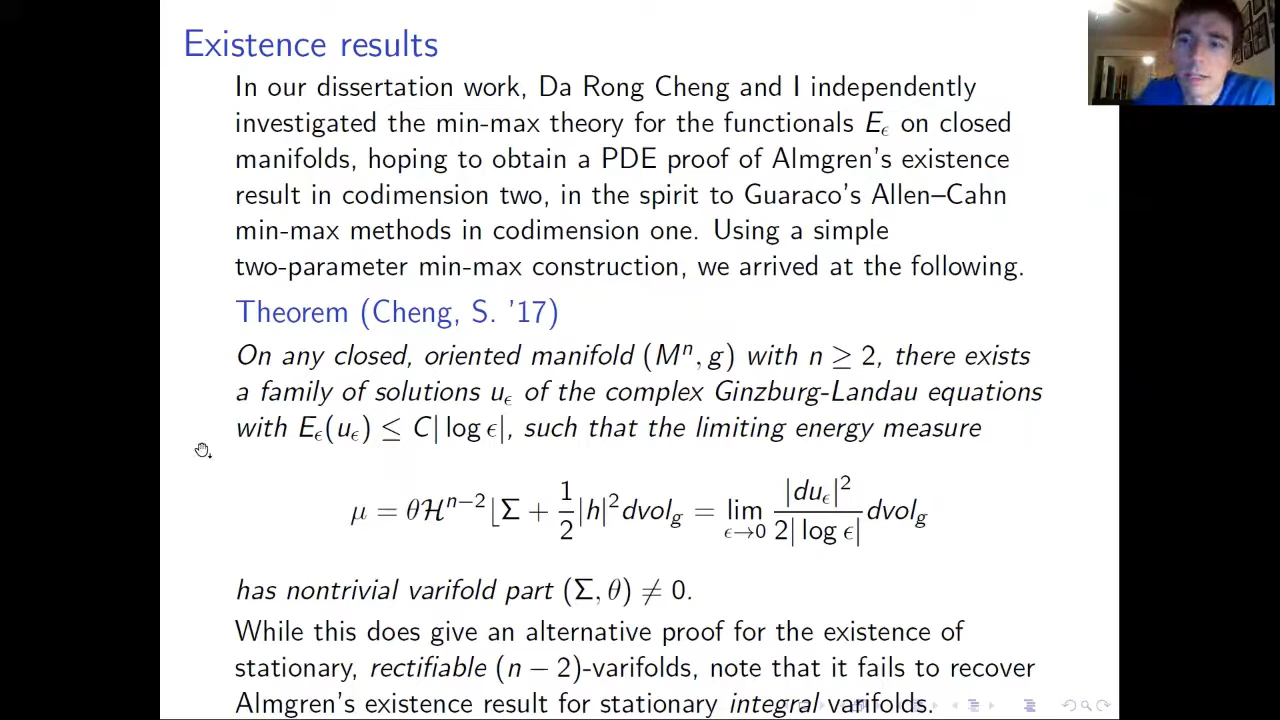 Existence results
In our dissertation work, Da Rong Cheng and I independently
investigated the min-max theory for the functionals E_ϵ on closed
manifolds, hoping to obtain a PDE proof of Almgren's existence
result in codimension two, in the spirit to Guaraco's Allen–Cahn
min-max methods in codimension one. Using a simple
two-parameter min-max construction, we arrived at the following.
Theorem (Cheng, S. '17)
On any closed, oriented manifold (Mⁿ, g) with n ≥ 2, there exists
a family of solutions u_ϵ of the complex Ginzburg-Landau equations
with E_ϵ(u_ϵ) ≤ C| log ϵ|, such that the limiting energy measure
μ = θℋ^{n−2}⌊Σ + \frac{1}{2}|h|²dvol_g = lim_{ϵ→0} \frac{|du_ϵ|²}{2| log ϵ|} dvol_g
has nontrivial varifold part (Σ, θ) ≠ 0.
While this does give an alternative proof for the existence of
stationary, rectifiable (n − 2)-varifolds, note that it fails to recover
Almgren's existence result for stationary integral varifolds.